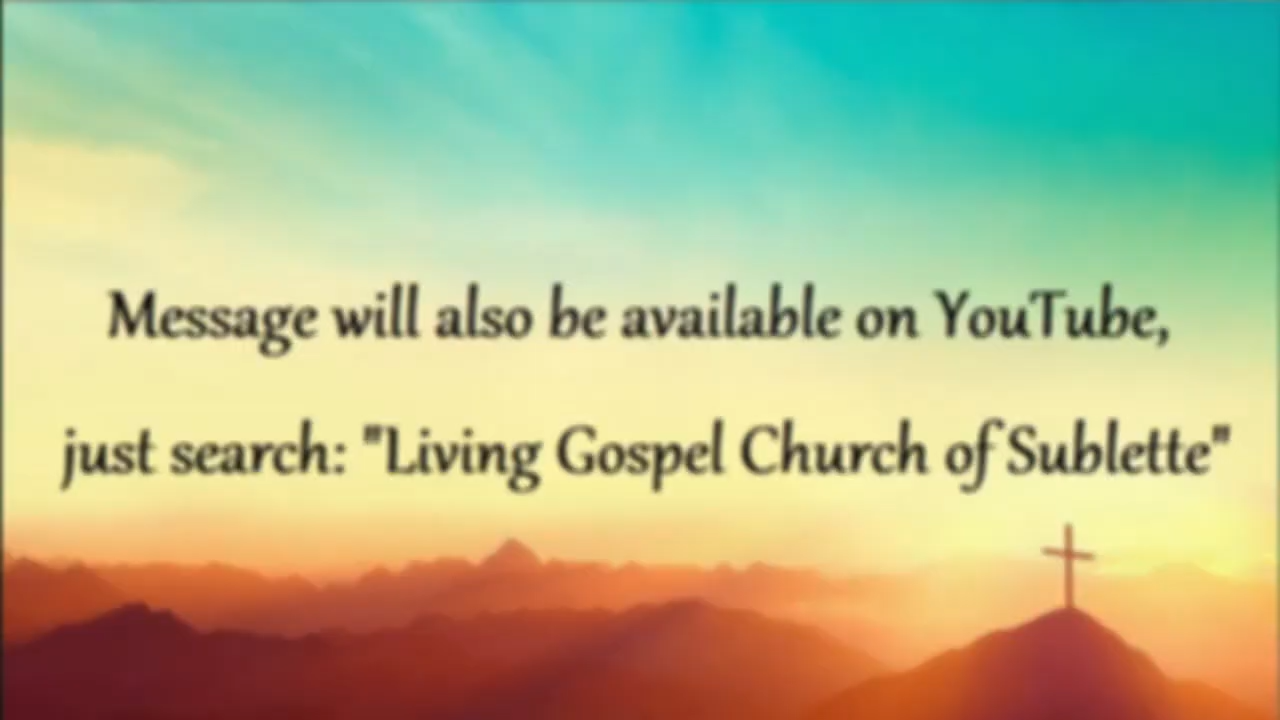 Message will also be available on YouTube,
just search: "Living Gospel Church of Sublette"